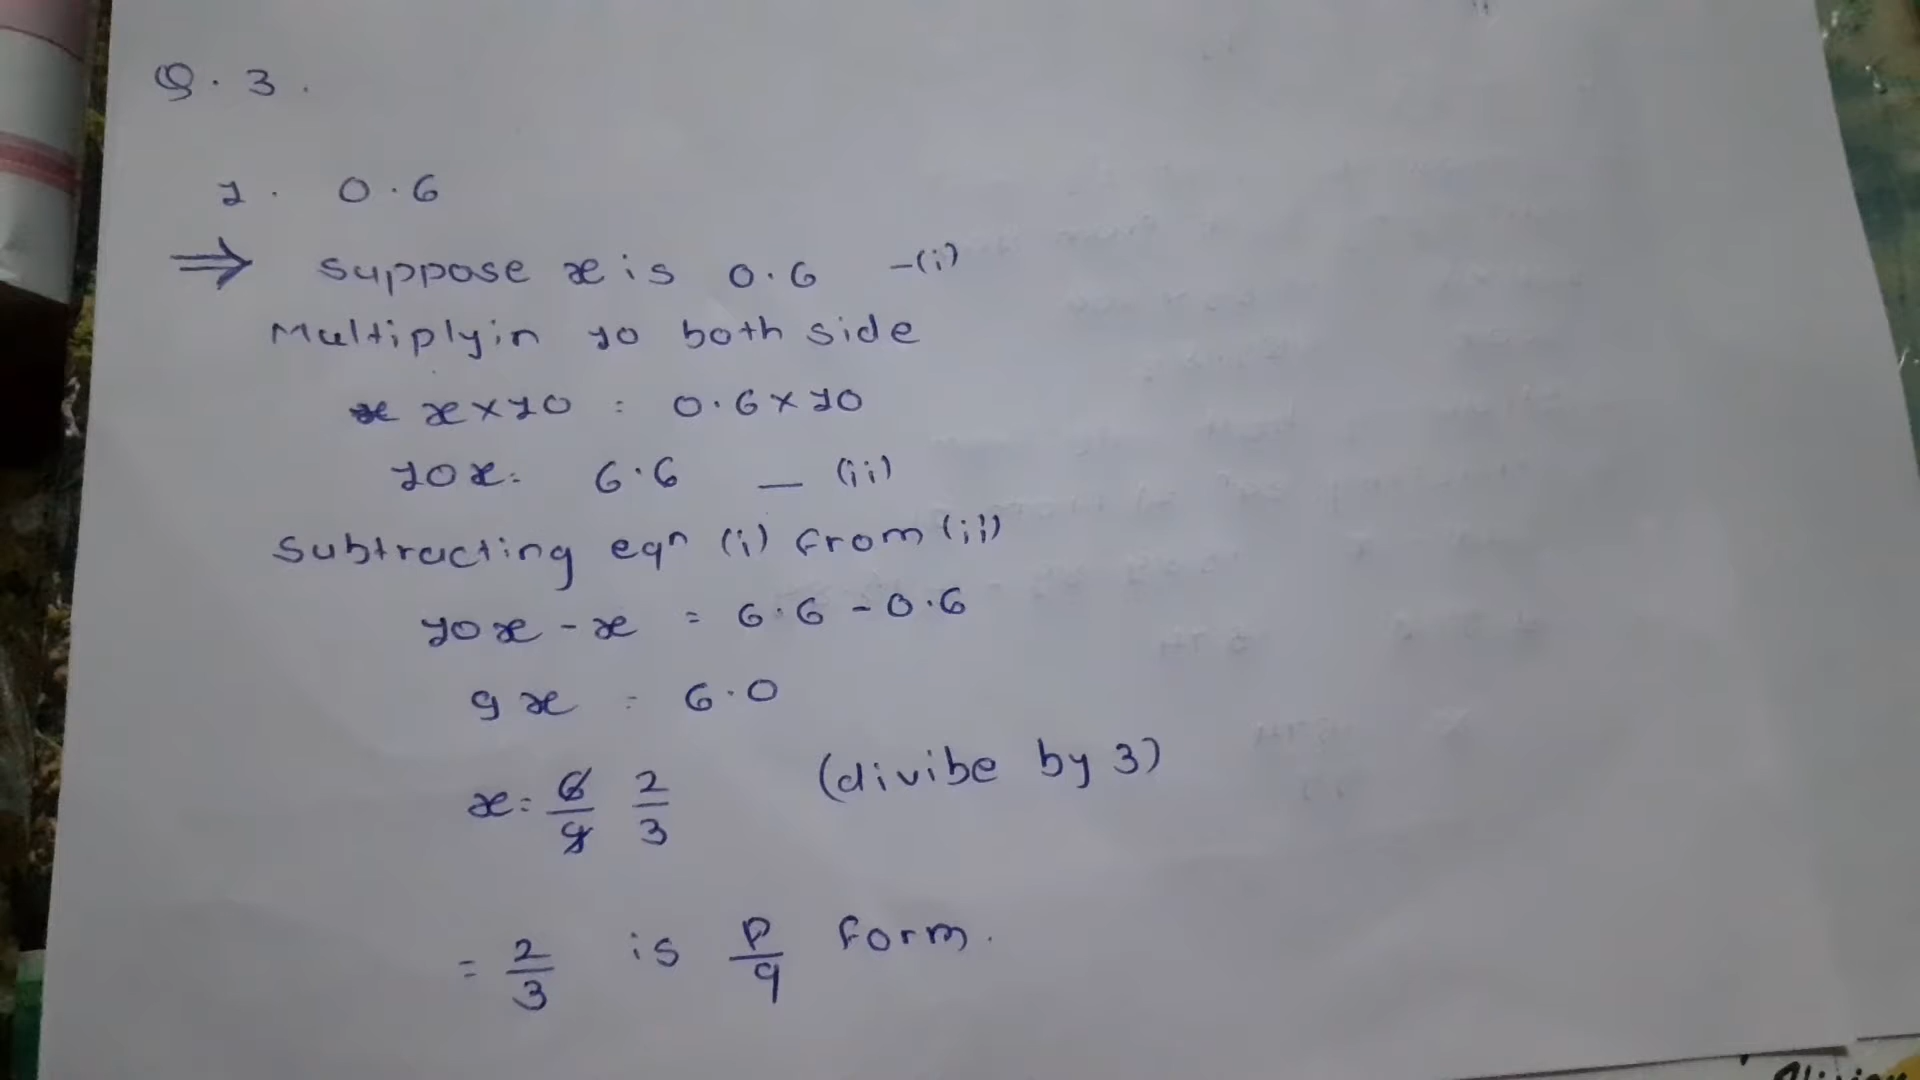 Q. 3.
1. 0.6
⇒ Suppose x is 0.6 -(i)
Multiplyin 10 both side
x × 10 = 0.6 × 10
10x = 6.6 — (ii)
Subtracting eqn (i) from (ii)
10x - x = 6.6 - 0.6
9x = 6.0
x = 6/9 2/3 (divibe by 3)
= 2/3 is p/q form.